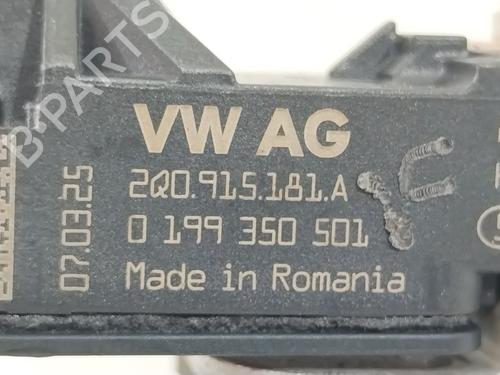 VW AG
2Q0.915.181.A
0 199 350 501
Made in Romania
07.03.25
B-PARTS